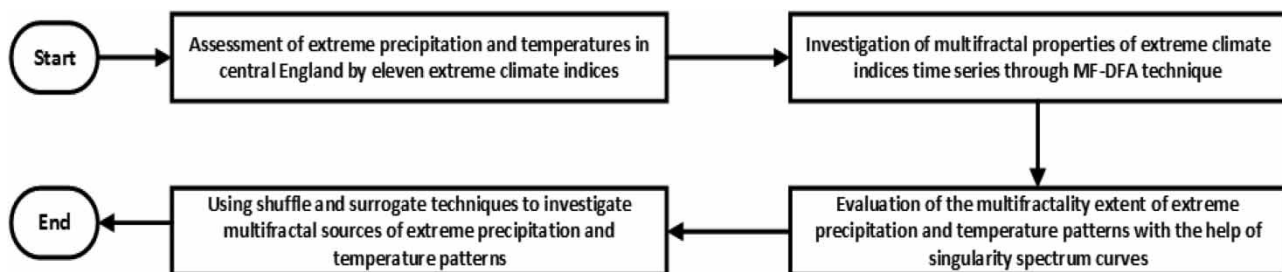 Start
Assessment of extreme precipitation and temperatures in
central England by eleven extreme climate indices
Investigation of multifractal properties of extreme climate
indices time series through MF-DFA technique
Evaluation of the multifractality extent of extreme
precipitation and temperature patterns with the help of
singularity spectrum curves
Using shuffle and surrogate techniques to investigate
multifractal sources of extreme precipitation and
temperature patterns
End